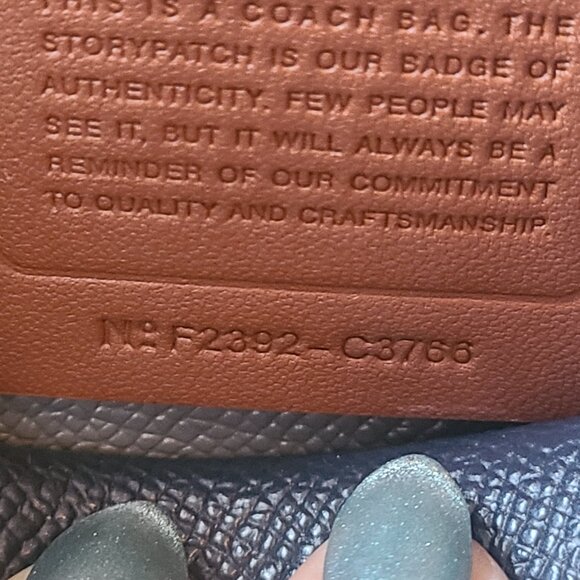 THIS IS A COACH BAG. THE
STORYPATCH IS OUR BADGE OF
AUTHENTICITY. FEW PEOPLE MAY
SEE IT, BUT IT WILL ALWAYS BE A
REMINDER OF OUR COMMITMENT
TO QUALITY AND CRAFTSMANSHIP.
Nº F2392-C3766